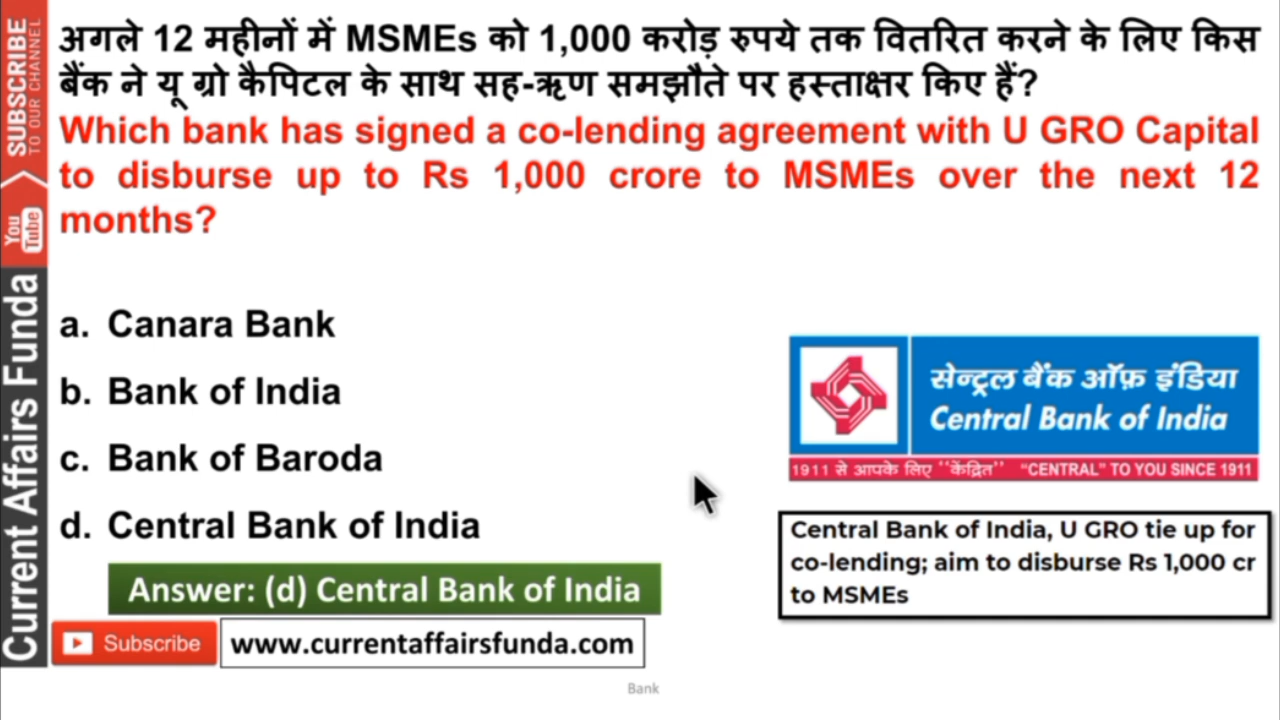 अगले 12 महीनों में MSMEs को 1,000 करोड़ रुपये तक वितरित करने के लिए किस
बैंक ने यू ग्रो कैपिटल के साथ सह-ऋण समझौते पर हस्ताक्षर किए हैं?
Which bank has signed a co-lending agreement with U GRO Capital
to disburse up to Rs 1,000 crore to MSMEs over the next 12
months?
a. Canara Bank
b. Bank of India
c. Bank of Baroda
d. Central Bank of India
Answer: (d) Central Bank of India
सेन्ट्रल बैंक ऑफ़ इंडिया
Central Bank of India
1911 से आपके लिए "केंद्रित" "CENTRAL" TO YOU SINCE 1911
Central Bank of India, U GRO tie up for
co-lending; aim to disburse Rs 1,000 cr
to MSMEs
Subscribe
www.currentaffairsfunda.com
Bank
SUBSCRIBE
TO OUR CHANNEL
You
Tube
Current Affairs Funda